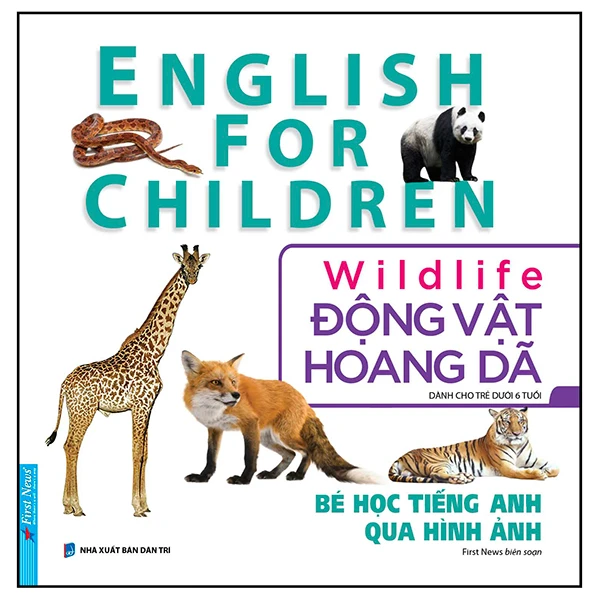 ENGLISH
FOR
CHILDREN
Wildlife
ĐỘNG VẬT
HOANG DÃ
DÀNH CHO TRẺ DƯỚI 6 TUỔI
BÉ HỌC TIẾNG ANH
QUA HÌNH ẢNH
First News biên soạn
First News
NHÀ XUẤT BẢN DÂN TRÍ